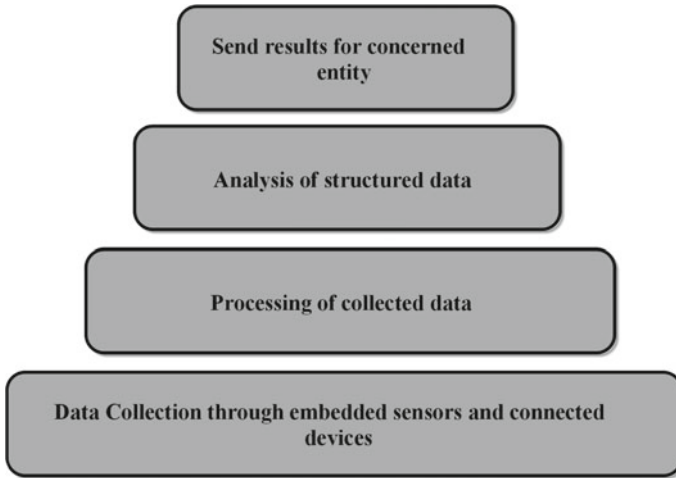 Send results for concerned
entity
Analysis of structured data
Processing of collected data
Data Collection through embedded sensors and connected
devices